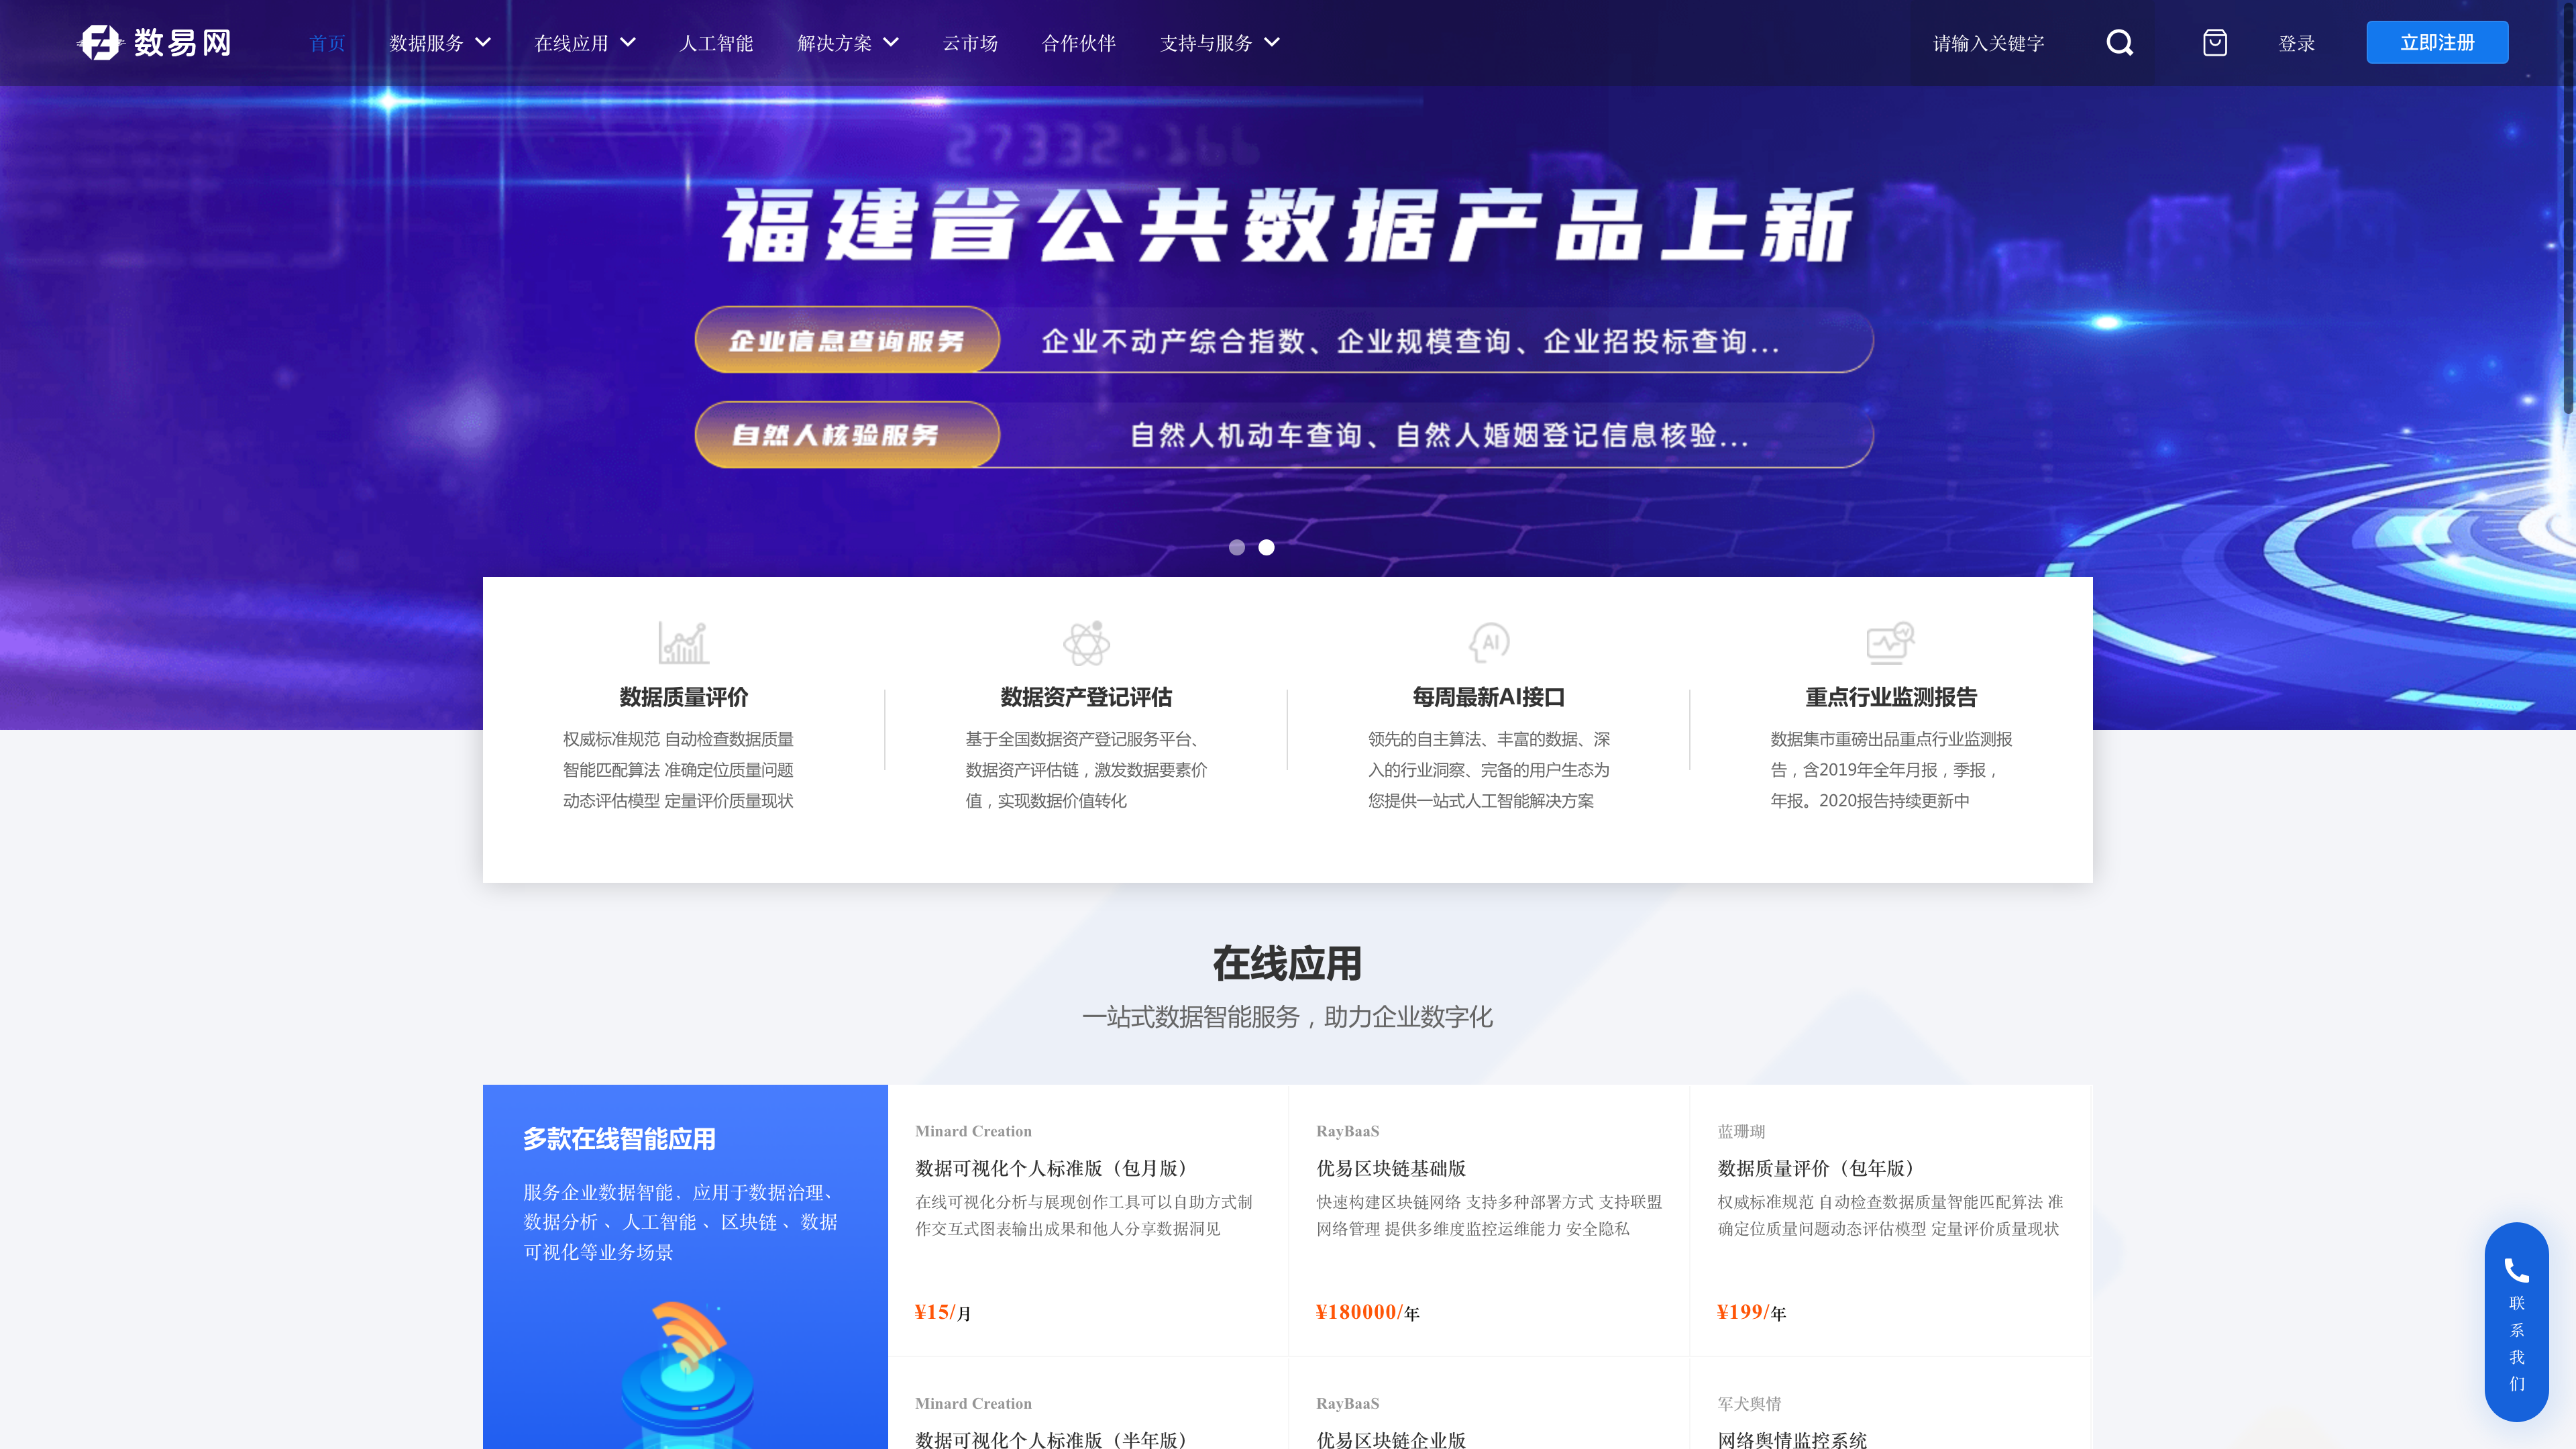 数易网
首页 数据服务 在线应用 人工智能 解决方案 云市场 合作伙伴 支持与服务 请输入关键字 登录 立即注册
27332.166
福建省公共数据产品上新
企业信息查询服务 企业不动产综合指数、企业规模查询、企业招投标查询...
自然人核验服务 自然人机动车查询、自然人婚姻登记信息核验...
数据质量评价
权威标准规范 自动检查数据质量
智能匹配算法 准确定位质量问题
动态评估模型 定量评价质量现状
数据资产登记评估
基于全国数据资产登记服务平台、
数据资产评估链，激发数据要素价
值，实现数据价值转化
AI
每周最新AI接口
领先的自主算法、丰富的数据、深
入的行业洞察、完备的用户生态为
您提供一站式人工智能解决方案
重点行业监测报告
数据集市重磅出品重点行业监测报
告，含2019年全年月报，季报，
年报。2020报告持续更新中
在线应用
一站式数据智能服务，助力企业数字化
多款在线智能应用
服务企业数据智能，应用于数据治理、
数据分析 、人工智能 、区块链 、数据
可视化等业务场景
Minard Creation
数据可视化个人标准版（包月版）
在线可视化分析与展现创作工具可以自助方式制
作交互式图表输出成果和他人分享数据洞见
¥15/月
RayBaaS
优易区块链基础版
快速构建区块链网络 支持多种部署方式 支持联盟
网络管理 提供多维度监控运维能力 安全隐私
¥180000/年
蓝珊瑚
数据质量评价（包年版）
权威标准规范 自动检查数据质量智能匹配算法 准
确定位质量问题动态评估模型 定量评价质量现状
¥199/年
Minard Creation
数据可视化个人标准版（半年版）
RayBaaS
优易区块链企业版
军犬舆情
网络舆情监控系统
联
系
我
们